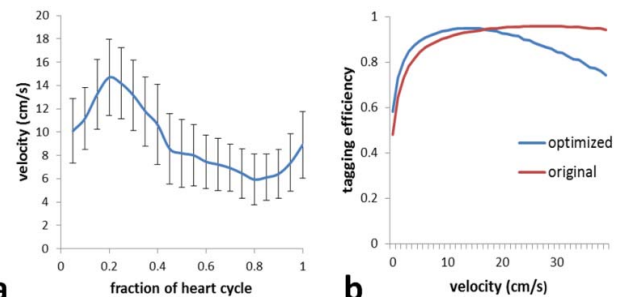 20
18
16
14
12
10
8
6
4
2
0
velocity (cm/s)
0 0.2 0.4 0.6 0.8 1
fraction of heart cycle
a
1
0.8
0.6
0.4
0.2
0
tagging efficiency
optimized
original
0 10 20 30
velocity (cm/s)
b